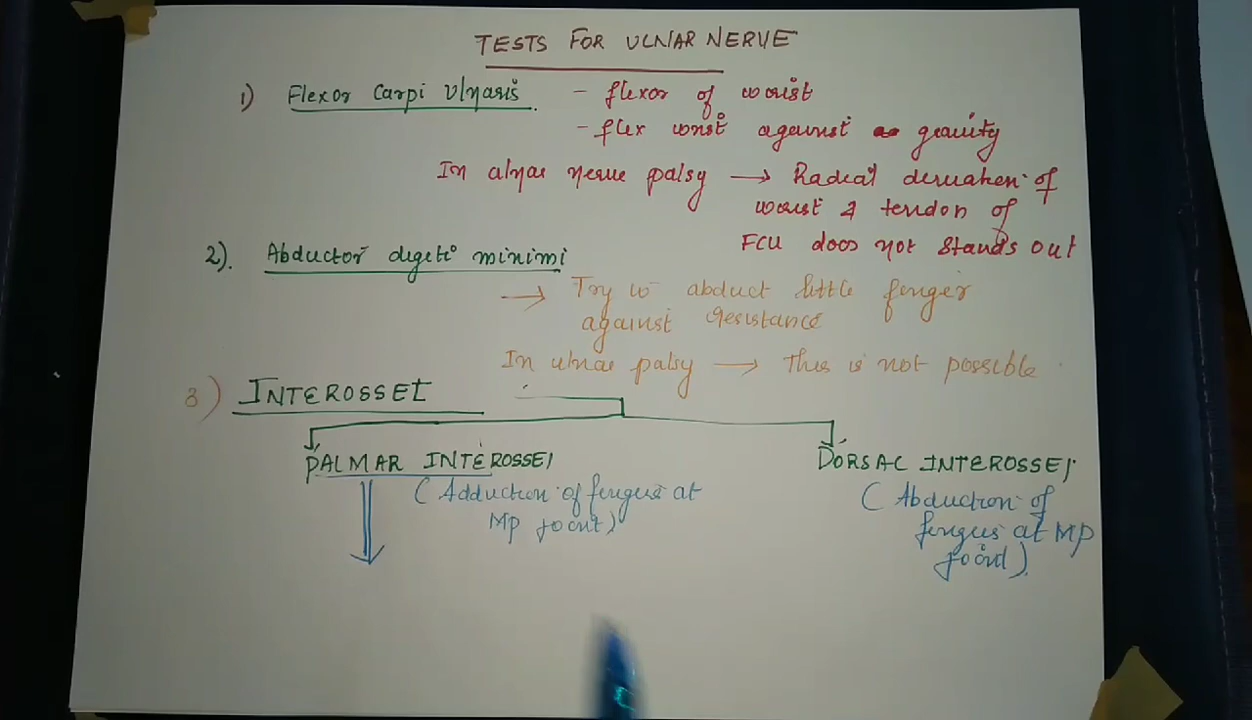 TESTS FOR ULNAR NERVE
1) Flexor Carpi Ulnaris - flexor of wrist
- flex wrist against gravity
In ulnar nerve palsy → Radial deviation of
wrist & tendon of
FCU does not stands out
2). Abductor digiti minimi
→ Try to abduct little finger
against resistance
In ulnar palsy → This is not possible
3) INTEROSSEI
PALMAR INTEROSSEI DORSAL INTEROSSEI
(Adduction of fingers at
MP joint)
(Abduction of
fingers at MP
joint).